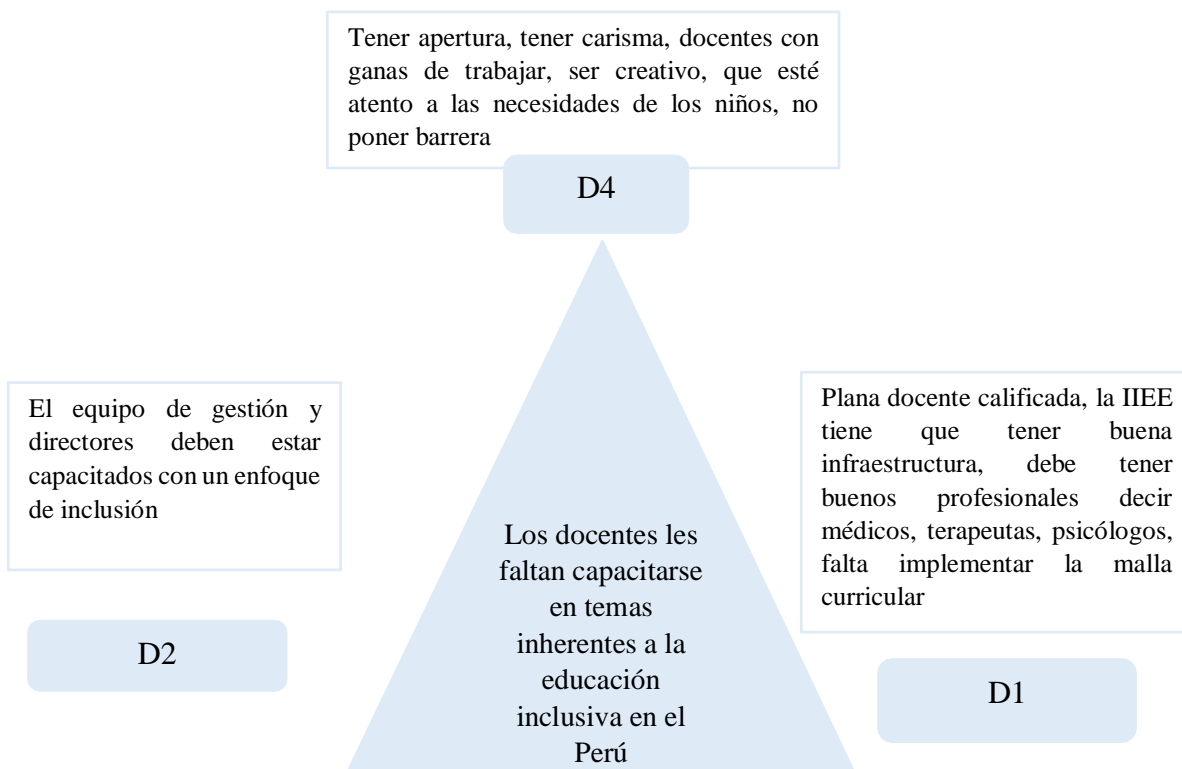 Tener apertura, tener carisma, docentes con
ganas de trabajar, ser creativo, que esté
atento a las necesidades de los niños, no
poner barrera
D4
El equipo de gestión y
directores deben estar
capacitados con un enfoque
de inclusión
D2
Los docentes les
faltan capacitarse
en temas
inherentes a la
educación
inclusiva en el
Perú
Plana docente calificada, la IIEE
tiene que tener buena
infraestructura, debe tener
buenos profesionales decir
médicos, terapeutas, psicólogos,
falta implementar la malla
curricular
D1